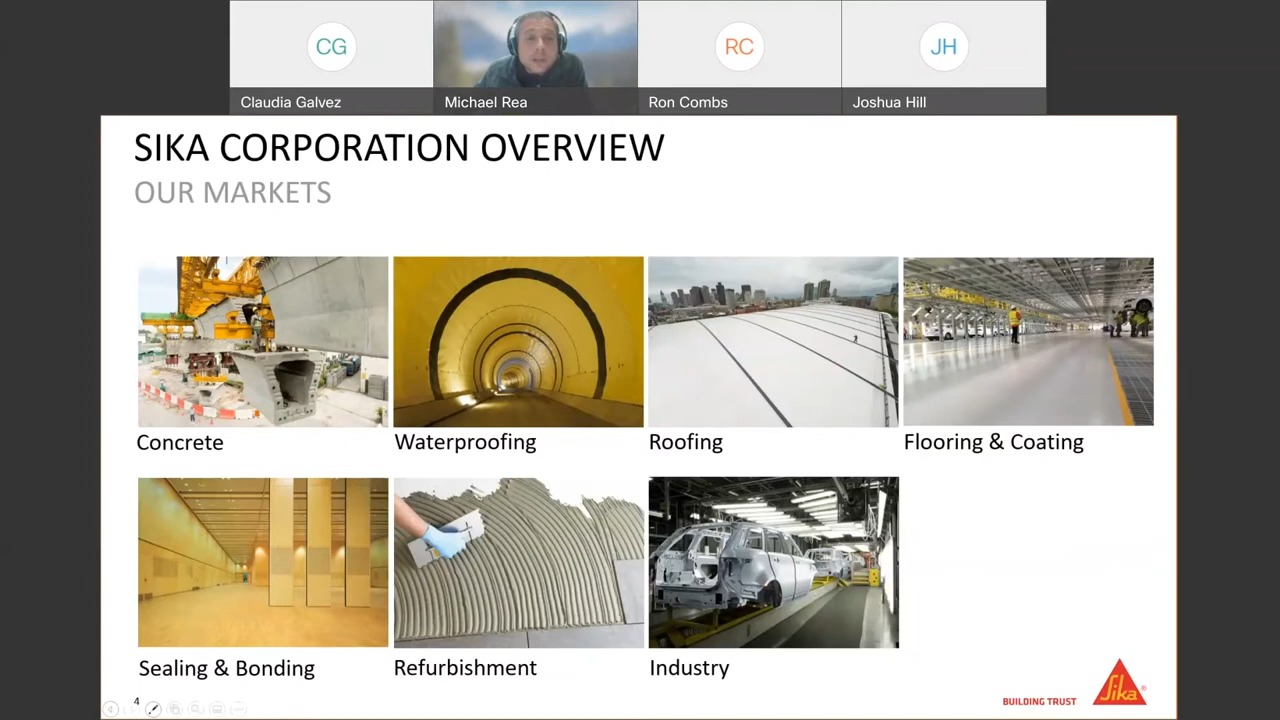 CG
RC
JH
Claudia Galvez
Michael Rea
Ron Combs
Joshua Hill
SIKA CORPORATION OVERVIEW
OUR MARKETS
Concrete
Waterproofing
Roofing
Flooring & Coating
Sealing & Bonding
Refurbishment
Industry
4
BUILDING TRUST
Sika®